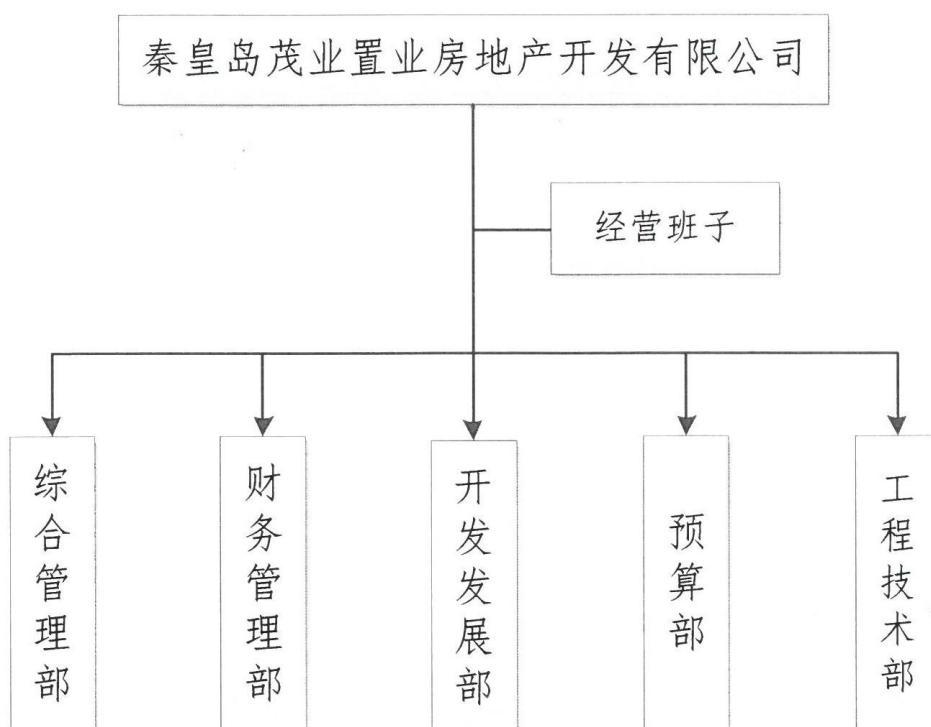 秦皇岛茂业置业房地产开发有限公司
经营班子
综合管理部
财务管理部
开发发展部
预算部
工程技术部